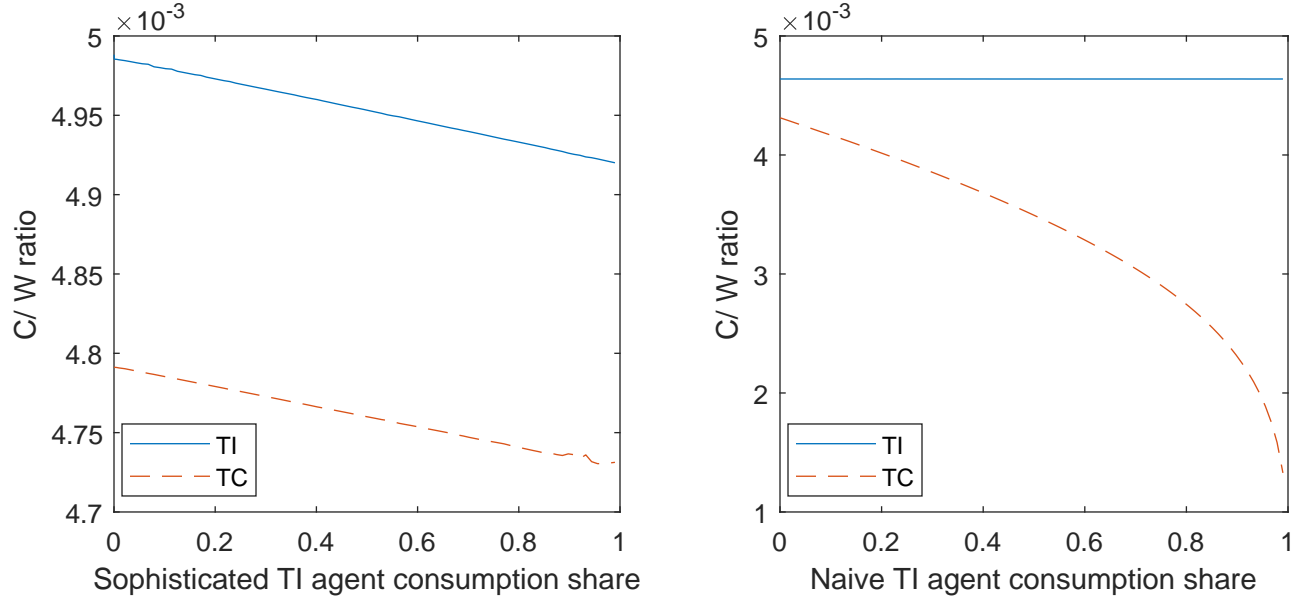 ×10^-3
5
4.95
4.9
4.85
4.8
4.75
4.7
C/ W ratio
TI
TC
0 0.2 0.4 0.6 0.8 1
Sophisticated TI agent consumption share
×10^-3
5
4
3
2
1
C/ W ratio
TI
TC
0 0.2 0.4 0.6 0.8 1
Naive TI agent consumption share